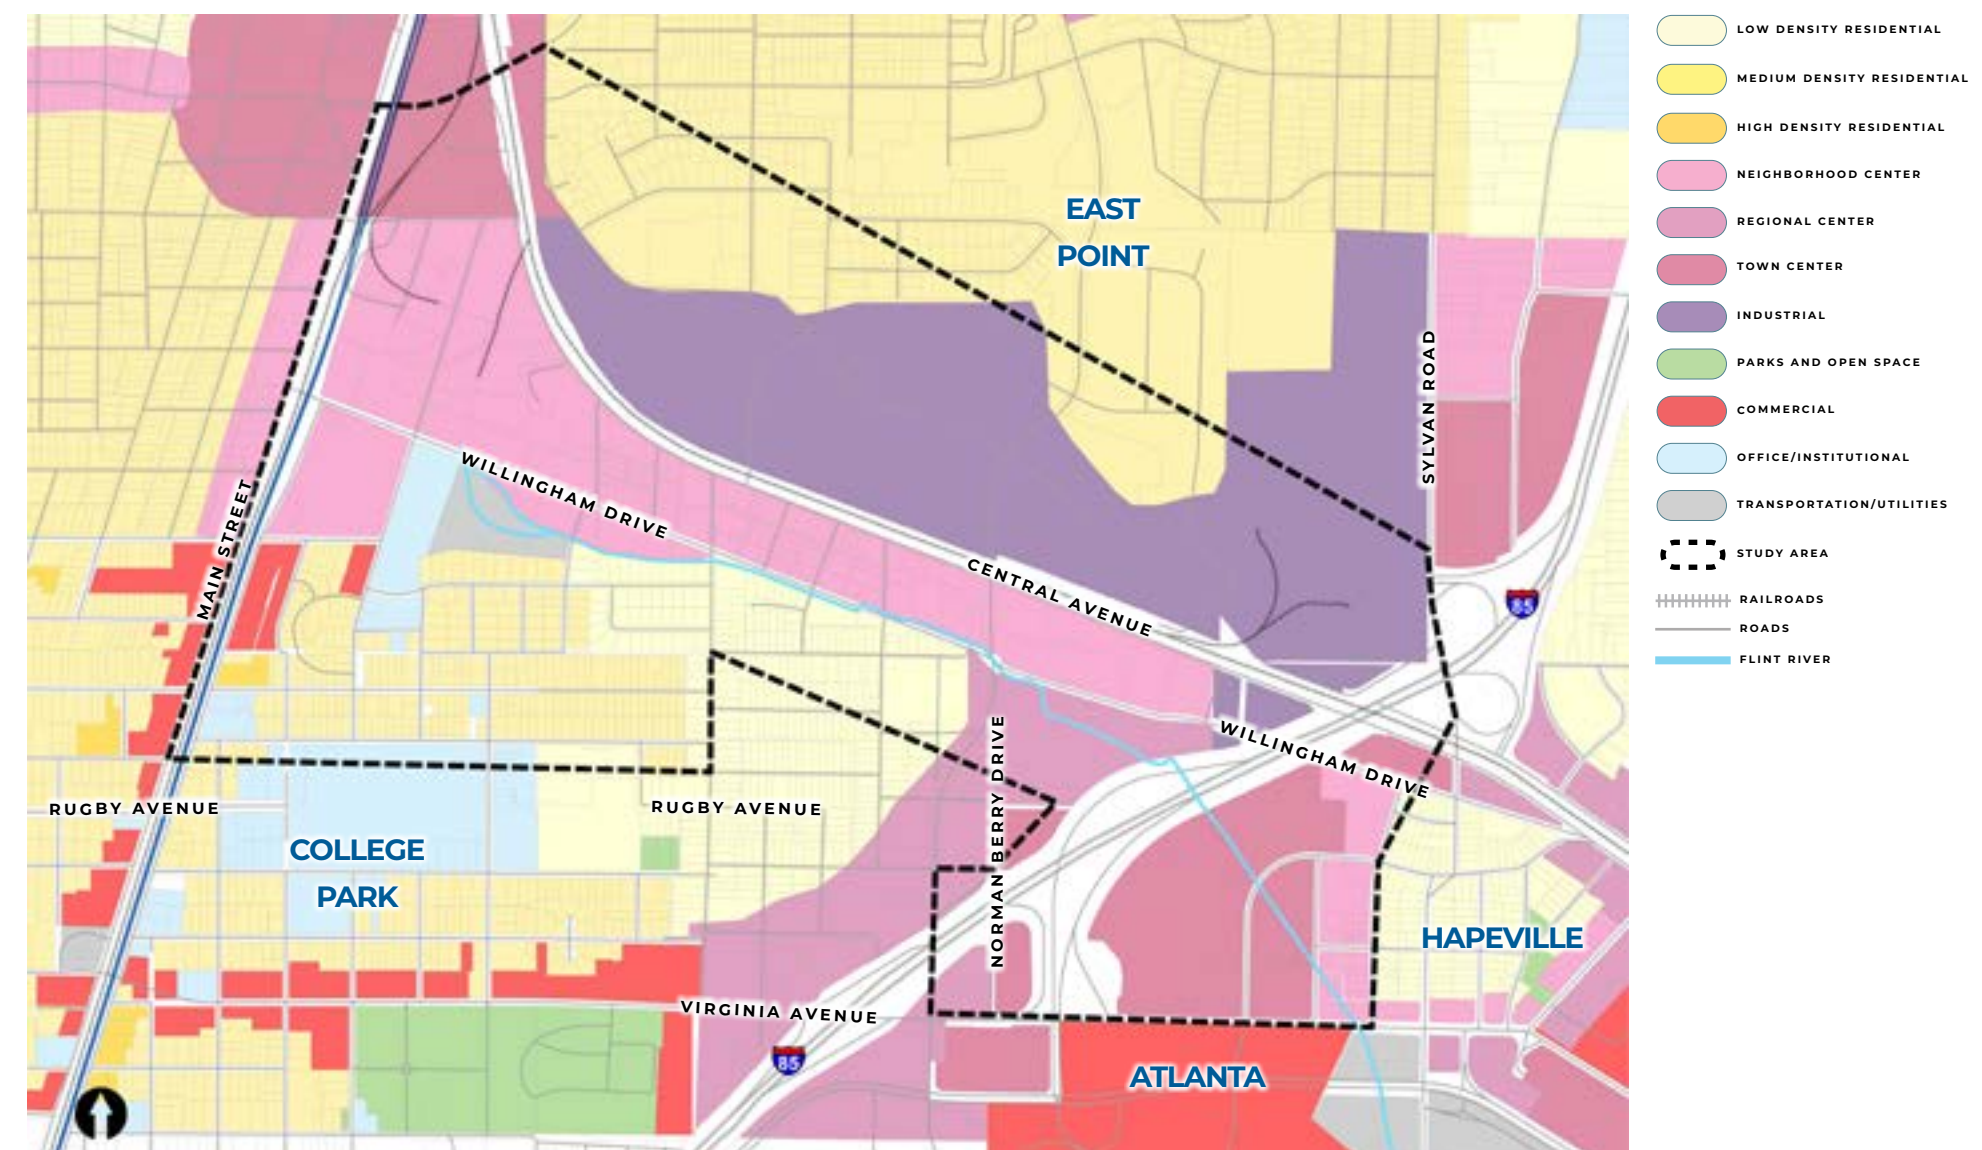 LOW DENSITY RESIDENTIAL
MEDIUM DENSITY RESIDENTIAL
HIGH DENSITY RESIDENTIAL
NEIGHBORHOOD CENTER
REGIONAL CENTER
TOWN CENTER
INDUSTRIAL
PARKS AND OPEN SPACE
COMMERCIAL
OFFICE/INSTITUTIONAL
TRANSPORTATION/UTILITIES
STUDY AREA
RAILROADS
ROADS
FLINT RIVER
EAST
POINT
SYLVAN ROAD
MAIN STREET
WILLINGHAM DRIVE
CENTRAL AVENUE
85
WILLINGHAM DRIVE
NORMAN BERRY DRIVE
RUGBY AVENUE
RUGBY AVENUE
COLLEGE
PARK
HAPEVILLE
VIRGINIA AVENUE
85
ATLANTA